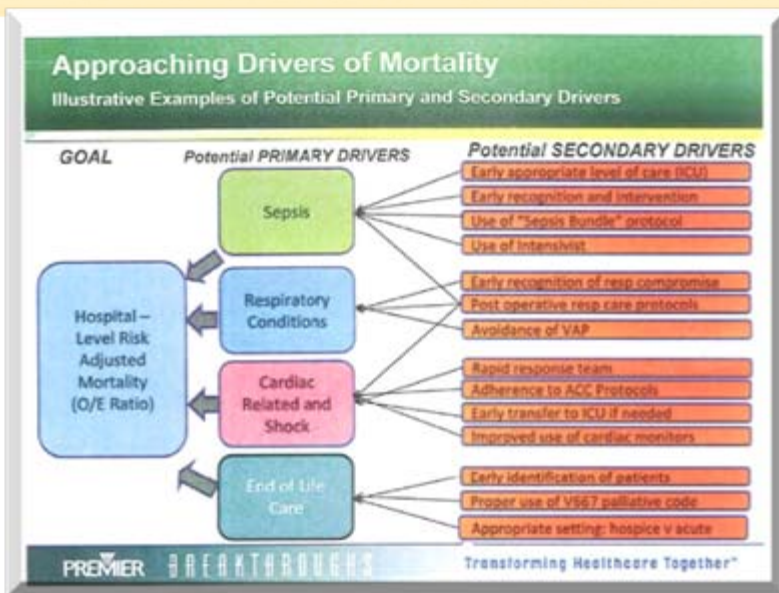 Approaching Drivers of Mortality
Illustrative Examples of Potential Primary and Secondary Drivers
GOAL
Potential PRIMARY DRIVERS
Potential SECONDARY DRIVERS
Hospital –
Level Risk
Adjusted
Mortality
(O/E Ratio)
Sepsis
Respiratory
Conditions
Cardiac
Related and
Shock
End of Life
Care
Early appropriate level of care (ICU)
Early recognition and intervention
Use of "Sepsis Bundle" protocol
Use of Intensivist
Early recognition of resp compromise
Post operative resp care protocols
Avoidance of VAP
Rapid response team
Adherence to ACC Protocols
Early transfer to ICU if needed
Improved use of cardiac monitors
Early identification of patients
Proper use of V667 palliative code
Appropriate setting: hospice v acute
PREMIER
BREAKTHROUGHS
Transforming Healthcare Together™